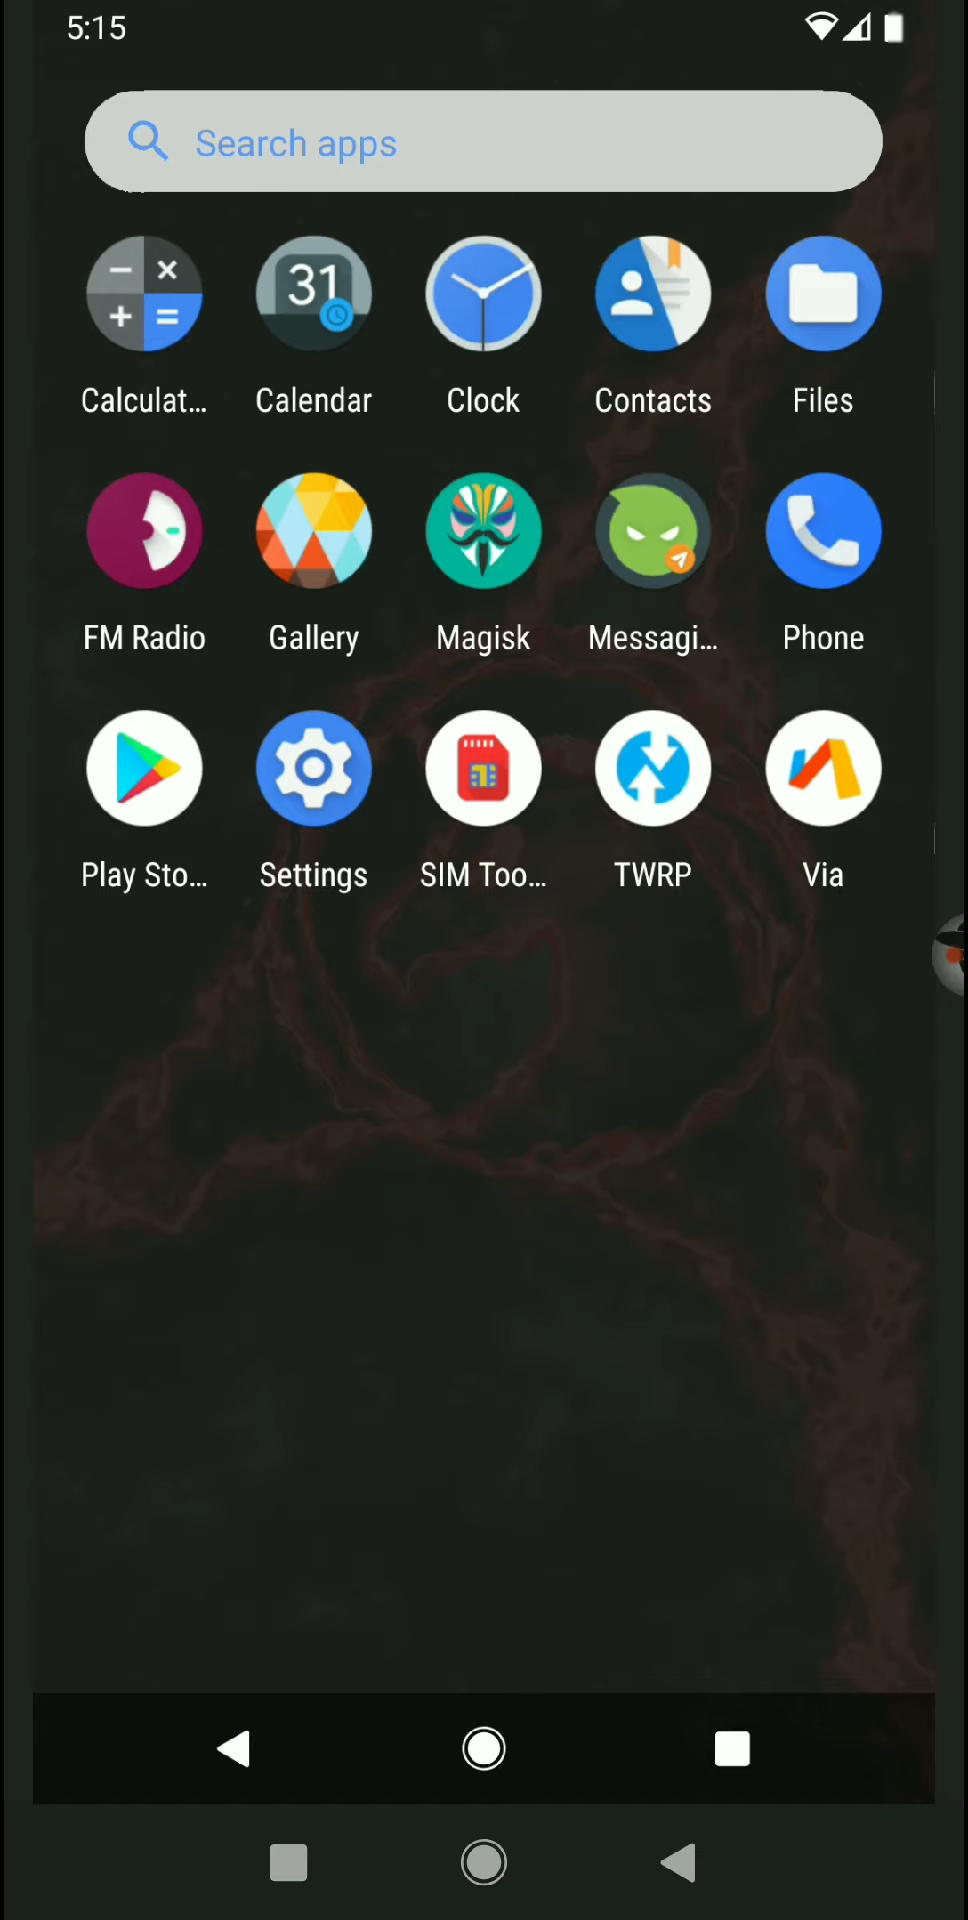 5:15
Search apps
31
Calculat... Calendar Clock Contacts Files
FM Radio Gallery Magisk Messagi... Phone
Play Sto... Settings SIM Too... TWRP Via